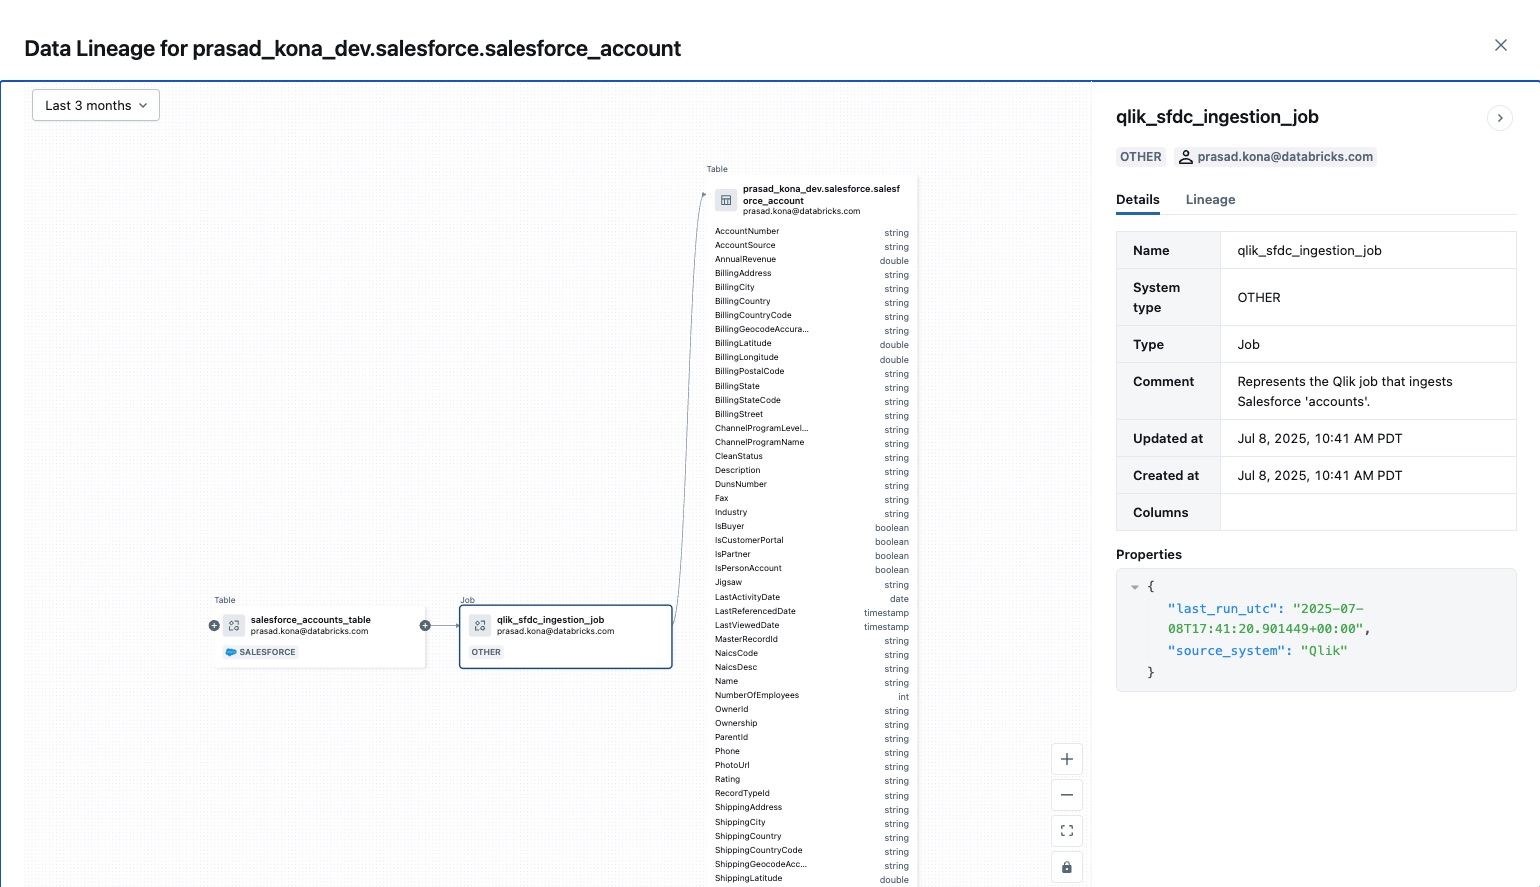 Data Lineage for prasad_kona_dev.salesforce.salesforce_account
Last 3 months
Table
prasad_kona_dev.salesforce.salesf
orce_account
prasad.kona@databricks.com
AccountNumber string
AccountSource string
AnnualRevenue double
BillingAddress string
BillingCity string
BillingCountry string
BillingCountryCode string
BillingGeocodeAccura... string
BillingLatitude double
BillingLongitude double
BillingPostalCode string
BillingState string
BillingStateCode string
BillingStreet string
ChannelProgramLevel... string
ChannelProgramName string
CleanStatus string
Description string
DunsNumber string
Fax string
Industry string
IsBuyer boolean
IsCustomerPortal boolean
IsPartner boolean
IsPersonAccount boolean
Jigsaw string
LastActivityDate date
LastReferencedDate timestamp
LastViewedDate timestamp
MasterRecordId string
NaicsCode string
NaicsDesc string
Name string
NumberOfEmployees int
OwnerId string
Ownership string
ParentId string
Phone string
PhotoUrl string
Rating string
RecordTypeId string
ShippingAddress string
ShippingCity string
ShippingCountry string
ShippingCountryCode string
ShippingGeocodeAcc... string
ShippingLatitude double
Table
salesforce_accounts_table
prasad.kona@databricks.com
SALESFORCE
Job
qlik_sfdc_ingestion_job
prasad.kona@databricks.com
OTHER
qlik_sfdc_ingestion_job
OTHER prasad.kona@databricks.com
Details Lineage
Name qlik_sfdc_ingestion_job
System
type
OTHER
Type Job
Comment Represents the Qlik job that ingests
Salesforce 'accounts'.
Updated at Jul 8, 2025, 10:41 AM PDT
Created at Jul 8, 2025, 10:41 AM PDT
Columns
Properties
{
"last_run_utc": "2025-07-
08T17:41:20.901449+00:00",
"source_system": "Qlik"
}